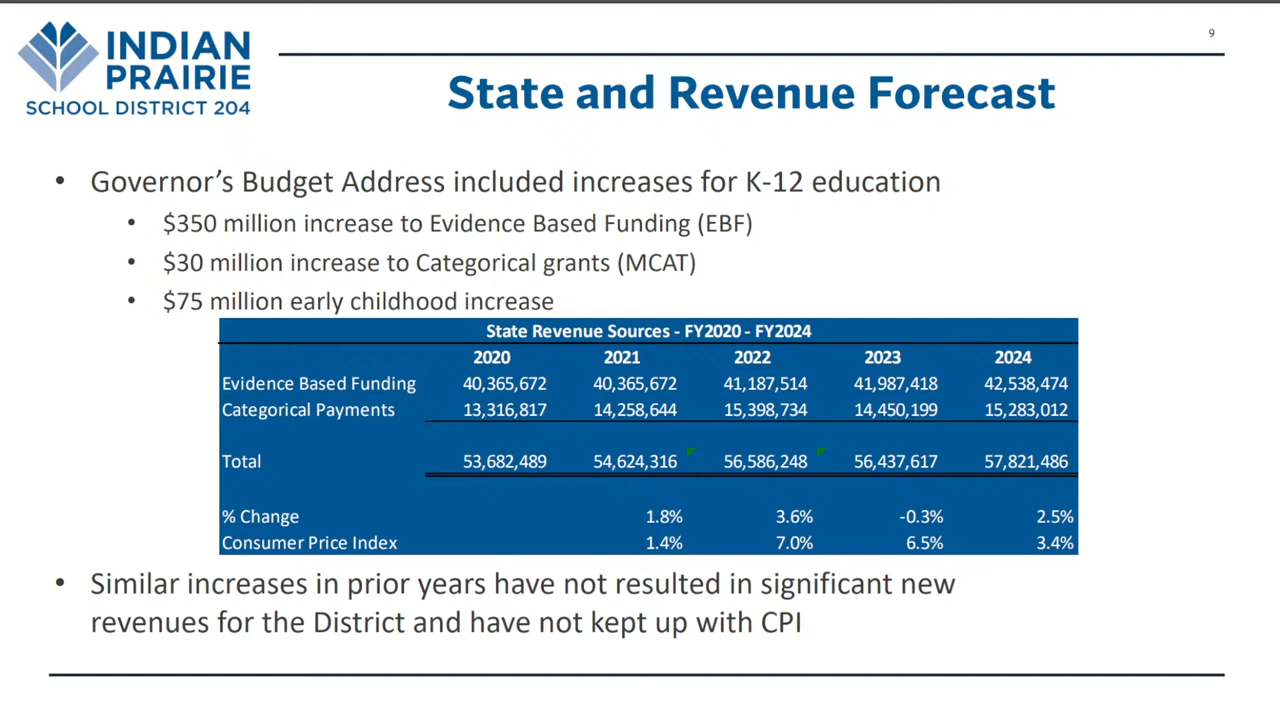 9
INDIAN
PRAIRIE
SCHOOL DISTRICT 204
State and Revenue Forecast
• Governor’s Budget Address included increases for K-12 education
• $350 million increase to Evidence Based Funding (EBF)
• $30 million increase to Categorical grants (MCAT)
• $75 million early childhood increase
State Revenue Sources - FY2020 - FY2024
2020 2021 2022 2023 2024
Evidence Based Funding 40,365,672 40,365,672 41,187,514 41,987,418 42,538,474
Categorical Payments 13,316,817 14,258,644 15,398,734 14,450,199 15,283,012
Total 53,682,489 54,624,316 56,586,248 56,437,617 57,821,486
% Change 1.8% 3.6% -0.3% 2.5%
Consumer Price Index 1.4% 7.0% 6.5% 3.4%
• Similar increases in prior years have not resulted in significant new
revenues for the District and have not kept up with CPI